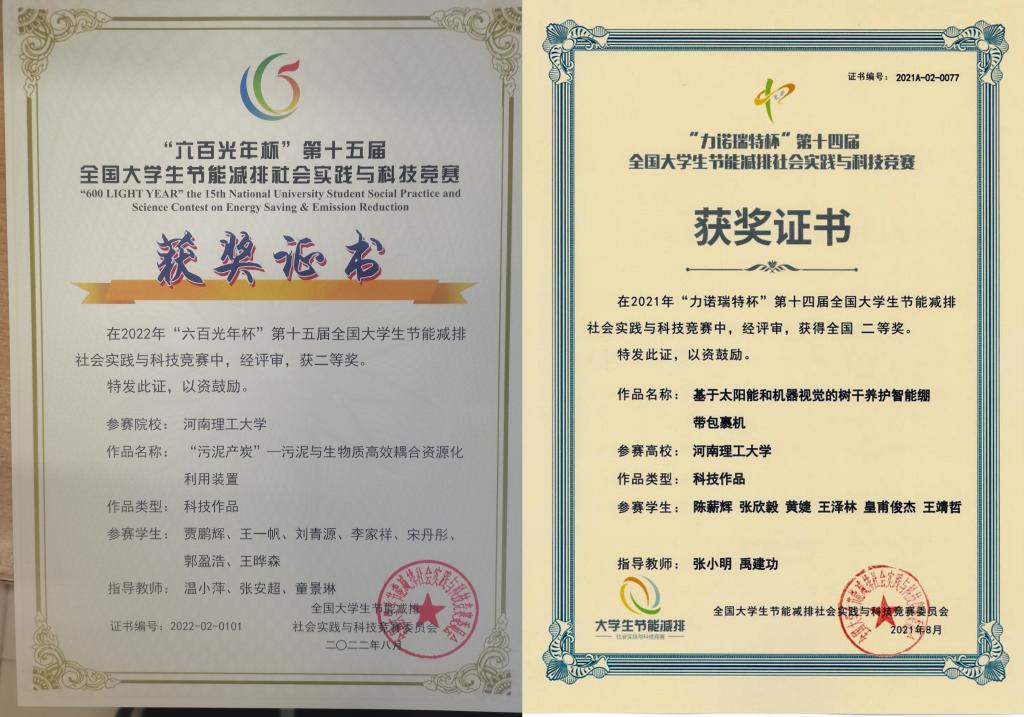 “六百光年杯”第十五届
全国大学生节能减排社会实践与科技竞赛
“600 LIGHT YEAR” the 15th National University Student Social Practice and
Science Contest on Energy Saving & Emission Reduction
获奖证书
在2022年“六百光年杯”第十五届全国大学生节能减排
社会实践与科技竞赛中，经评审，获二等奖。
特发此证，以资鼓励。
参赛院校： 河南理工大学
作品名称： “污泥产炭”—污泥与生物质高效耦合资源化
利用装置
作品类型： 科技作品
参赛学生： 贾鹏辉、王一帆、刘青源、李家祥、宋丹彤、
郭盈浩、王晔森
指导教师： 温小萍、张安超、童景琳
全国大学生节能减排
证书编号：2022-02-0101
社会实践与科技竞赛委员会
二〇二二年八月
证书编号： 2021A-02-0077
“力诺瑞特杯”第十四届
全国大学生节能减排社会实践与科技竞赛
获奖证书
在2021年“力诺瑞特杯”第十四届全国大学生节能减排
社会实践与科技竞赛中，经评审，获得全国 二等奖。
特发此证，以资鼓励。
作品名称： 基于太阳能和机器视觉的树干养护智能绷
带包裹机
参赛高校： 河南理工大学
作品类型： 科技作品
参赛学生： 陈薪辉 张欣毅 黄婕 王泽林 皇甫俊杰 王靖哲
指导教师： 张小明 禹建功
大学生节能减排
社会实践与科技竞赛
全国大学生节能减排社会实践与科技竞赛委员会
2021年8月